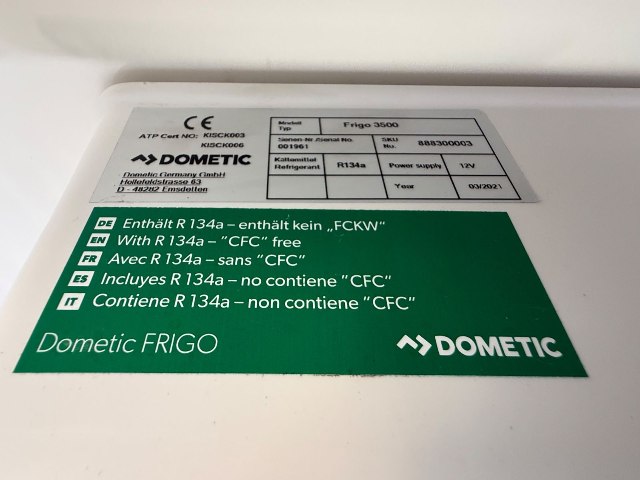 CE
ATP Cert NO: KISCK003
KISCK006
DOMETIC
Dometic Germany GmbH
Hollefeldstrasse 63
D - 48282 Emsdetten
Modell
Typ
Frigo 3500
Serien-Nr./Serial No.
001961
SKU
No.
888300003
Kältemittel
Refrigerant
R134a
Power supply
12V
Year
03/2021
DE Enthält R 134a – enthält kein „FCKW“
EN With R 134a – ”CFC” free
FR Avec R 134a – sans ”CFC”
ES Incluyes R 134a – no contiene ”CFC”
IT Contiene R 134a – non contiene ”CFC”
Dometic FRIGO
DOMETIC